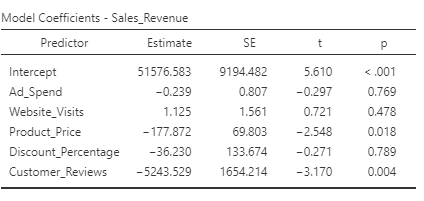 Model Coefficients - Sales_Revenue
Predictor Estimate SE t p
Intercept 51576.583 9194.482 5.610 < .001
Ad_Spend −0.239 0.807 −0.297 0.769
Website_Visits 1.125 1.561 0.721 0.478
Product_Price −177.872 69.803 −2.548 0.018
Discount_Percentage −36.230 133.674 −0.271 0.789
Customer_Reviews −5243.529 1654.214 −3.170 0.004